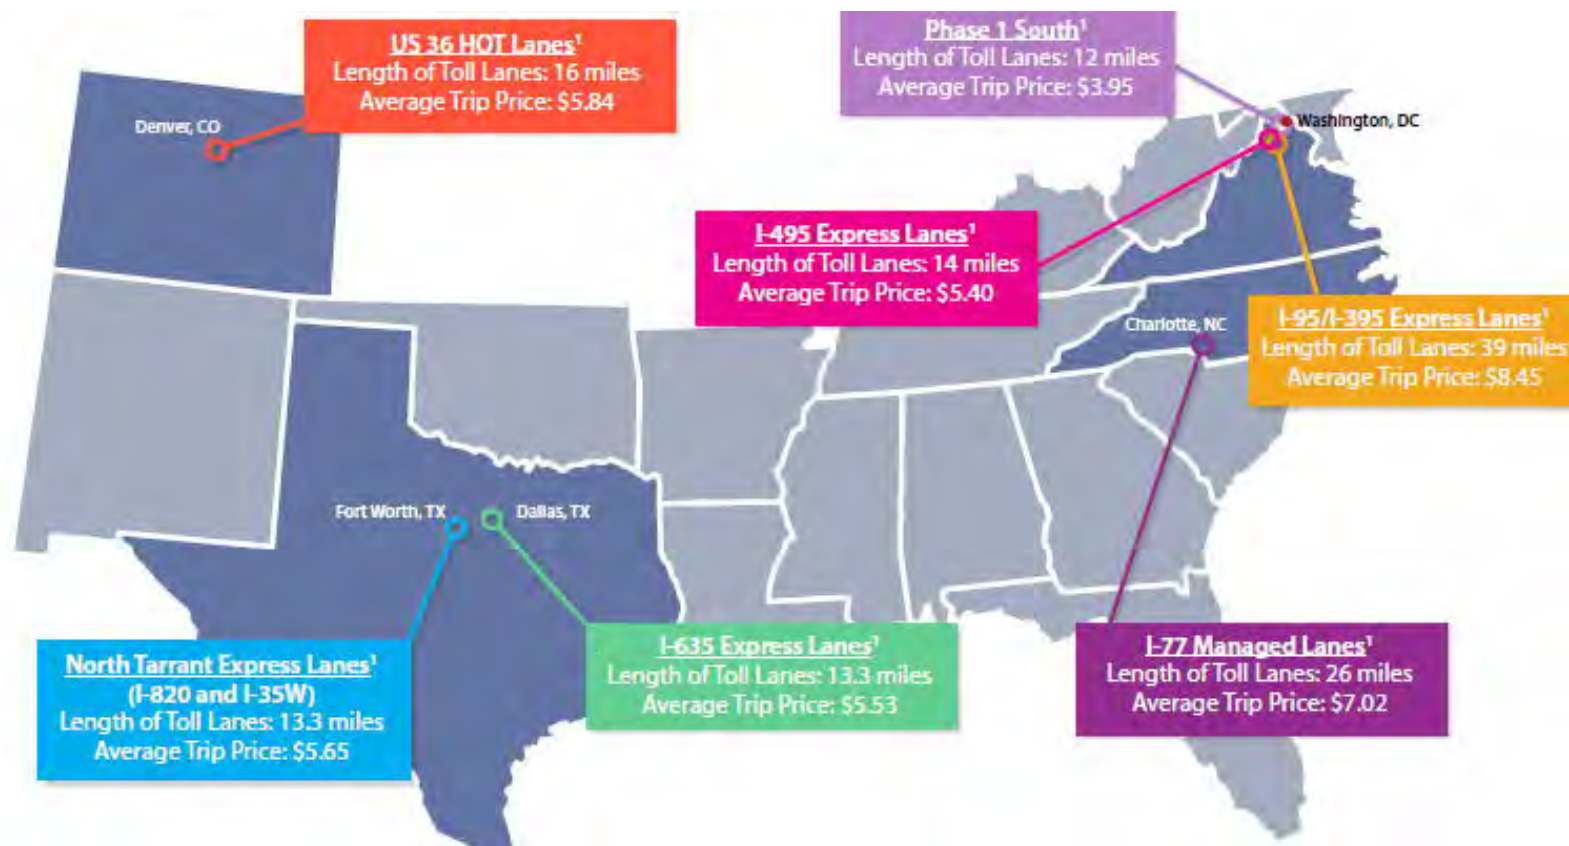 US 36 HOT Lanes¹
Length of Toll Lanes: 16 miles
Average Trip Price: $5.84
Phase 1 South¹
Length of Toll Lanes: 12 miles
Average Trip Price: $3.95
Denver, CO
Washington, DC
I-495 Express Lanes¹
Length of Toll Lanes: 14 miles
Average Trip Price: $5.40
Charlotte, NC
I-95/I-395 Express Lanes¹
Length of Toll Lanes: 39 miles
Average Trip Price: $8.45
Fort Worth, TX
Dallas, TX
North Tarrant Express Lanes¹
(I-820 and I-35W)
Length of Toll Lanes: 13.3 miles
Average Trip Price: $5.65
I-635 Express Lanes¹
Length of Toll Lanes: 13.3 miles
Average Trip Price: $5.53
I-77 Managed Lanes¹
Length of Toll Lanes: 26 miles
Average Trip Price: $7.02